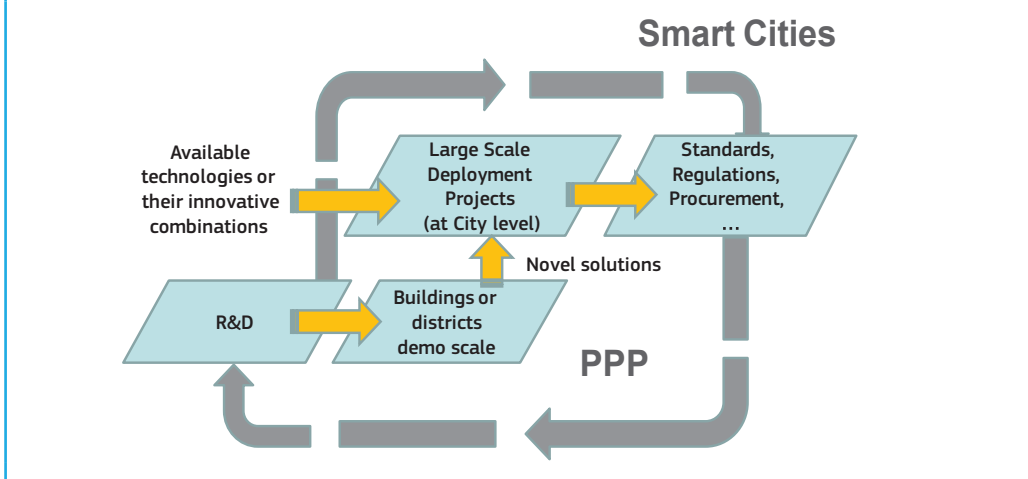 Smart Cities
Available
technologies or
their innovative
combinations
Large Scale
Deployment
Projects
(at City level)
Standards,
Regulations,
Procurement,
...
Novel solutions
R&D
Buildings or
districts
demo scale
PPP